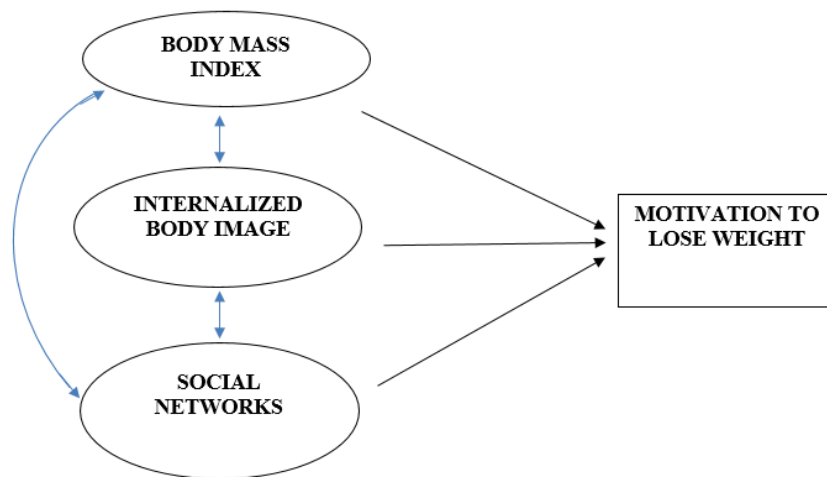 BODY MASS
INDEX
INTERNALIZED
BODY IMAGE
SOCIAL
NETWORKS
MOTIVATION TO
LOSE WEIGHT